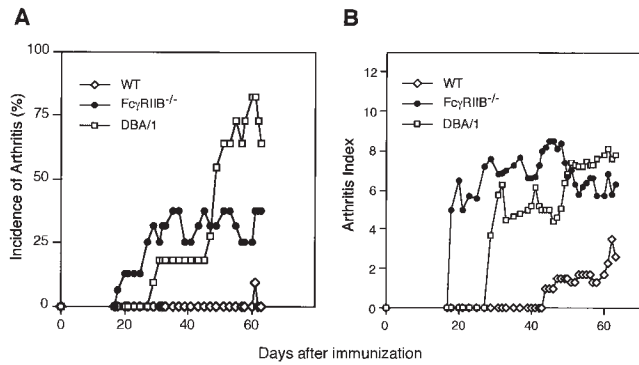 A
100
75
50
25
0
Incidence of Arthritis (%)
WT
FcγRIIB-/-
DBA/1
0
20
40
60
80
B
12
10
8
6
4
2
0
Arthritis Index
WT
FcγRIIB-/-
DBA/1
0
20
40
60
Days after immunization